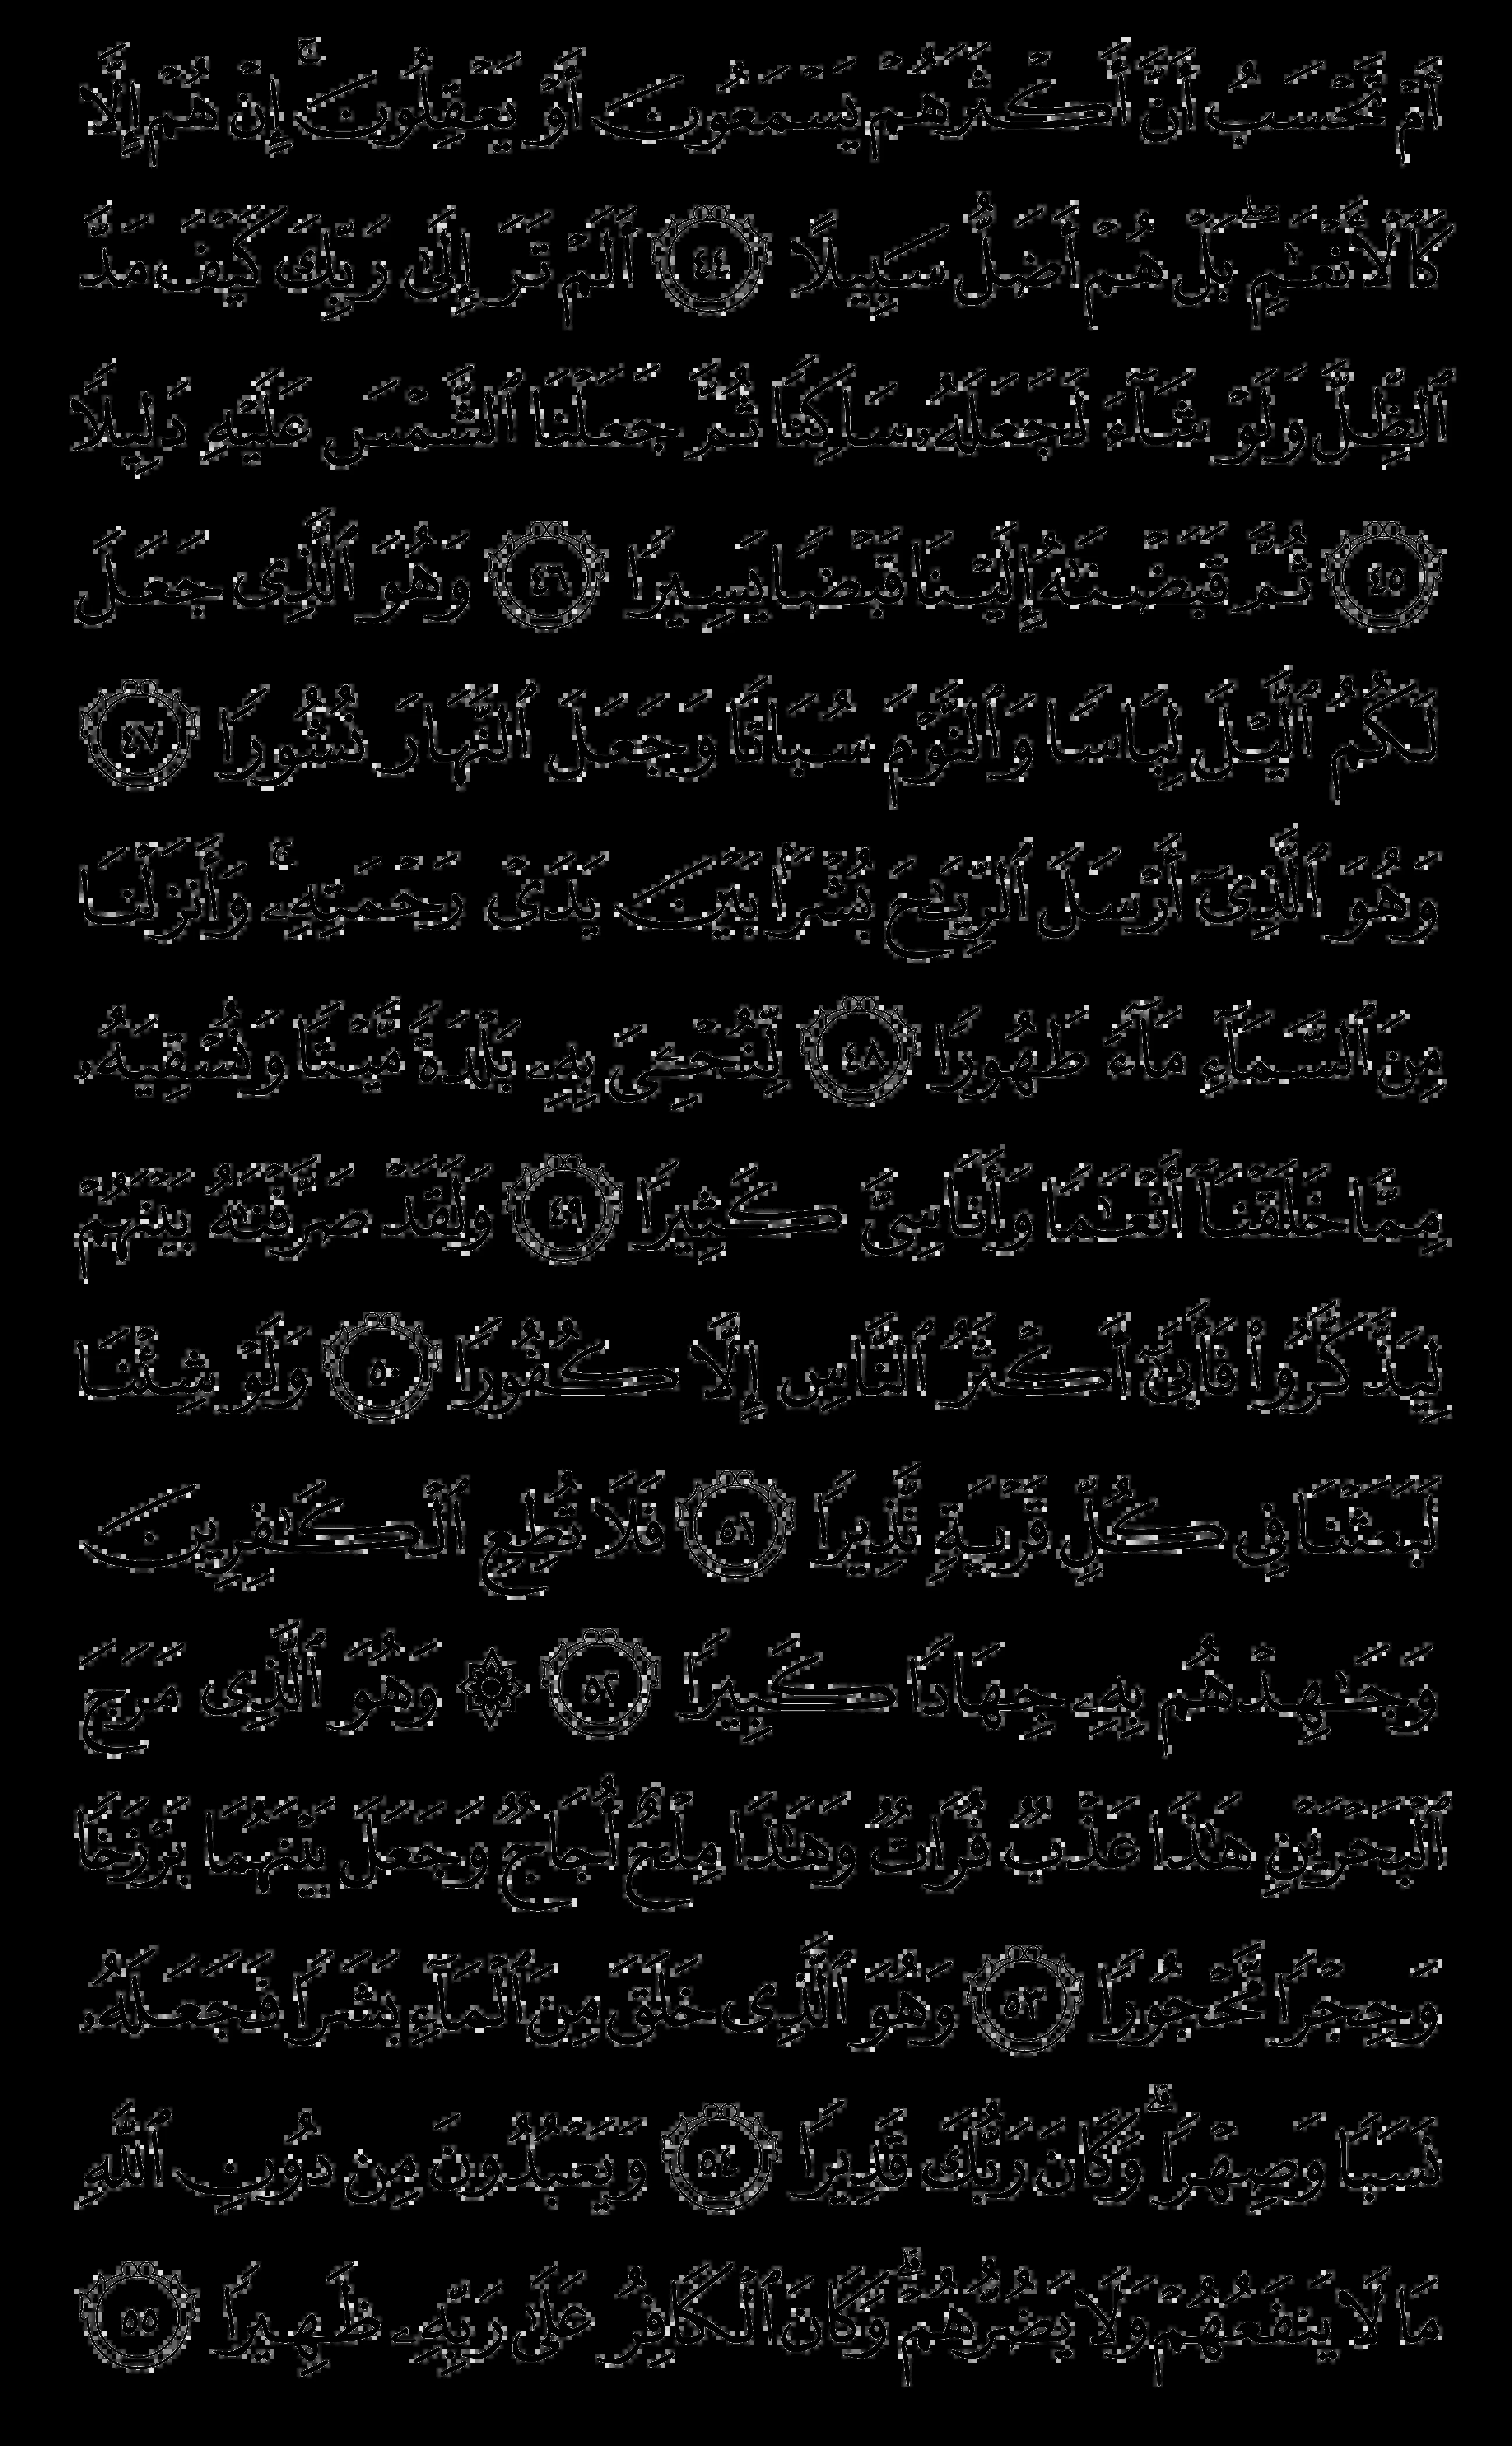 أَمْ تَحْسَبُ أَنَّ أَكْثَرَهُمْ يَسْمَعُونَ أَوْ يَعْقِلُونَ ۚ إِنْ هُمْ إِلَّا
كَٱلْأَنْعَـٰمِ ۖ بَلْ هُمْ أَضَلُّ سَبِيلًا ٤٤ أَلَمْ تَرَ إِلَىٰ رَبِّكَ كَيْفَ مَدَّ
ٱلظِّلَّ وَلَوْ شَآءَ لَجَعَلَهُۥ سَاكِنًا ثُمَّ جَعَلْنَا ٱلشَّمْسَ عَلَيْهِ دَلِيلًا
٤٥ ثُمَّ قَبَضْنَـٰهُ إِلَيْنَا قَبْضًا يَسِيرًا ٤٦ وَهُوَ ٱلَّذِى جَعَلَ
لَكُمُ ٱلَّيْلَ لِبَاسًا وَٱلنَّوْمَ سُبَاتًا وَجَعَلَ ٱلنَّهَارَ نُشُورًا ٤٧
وَهُوَ ٱلَّذِىٓ أَرْسَلَ ٱلرِّيَـٰحَ بُشْرًۢا بَيْنَ يَدَىْ رَحْمَتِهِۦ ۚ وَأَنزَلْنَا
مِنَ ٱلسَّمَآءِ مَآءً طَهُورًا ٤٨ لِّنُحْـِۧىَ بِهِۦ بَلْدَةً مَّيْتًا وَنُسْقِيَهُۥ
مِمَّا خَلَقْنَآ أَنْعَـٰمًا وَأَنَاسِىَّ كَثِيرًا ٤٩ وَلَقَدْ صَرَّفْنَـٰهُ بَيْنَهُمْ
لِيَذَّكَّرُوا۟ فَأَبَىٰٓ أَكْثَرُ ٱلنَّاسِ إِلَّا كُفُورًا ٥٠ وَلَوْ شِئْنَا
لَبَعَثْنَا فِى كُلِّ قَرْيَةٍ نَّذِيرًا ٥١ فَلَا تُطِعِ ٱلْكَـٰفِرِينَ
وَجَـٰهِدْهُم بِهِۦ جِهَادًا كَبِيرًا ٥٢ ۞ وَهُوَ ٱلَّذِى مَرَجَ
ٱلْبَحْرَيْنِ هَـٰذَا عَذْبٌ فُرَاتٌ وَهَـٰذَا مِلْحٌ أُجَاجٌ وَجَعَلَ بَيْنَهُمَا بَرْزَخًا
وَحِجْرًا مَّحْجُورًا ٥٣ وَهُوَ ٱلَّذِى خَلَقَ مِنَ ٱلْمَآءِ بَشَرًا فَجَعَلَهُۥ
نَسَبًا وَصِهْرًا ۗ وَكَانَ رَبُّكَ قَدِيرًا ٥٤ وَيَعْبُدُونَ مِن دُونِ ٱللَّهِ
مَا لَا يَنفَعُهُمْ وَلَا يَضُرُّهُمْ ۗ وَكَانَ ٱلْكَافِرُ عَلَىٰ رَبِّهِۦ ظَهِيرًا ٥٥